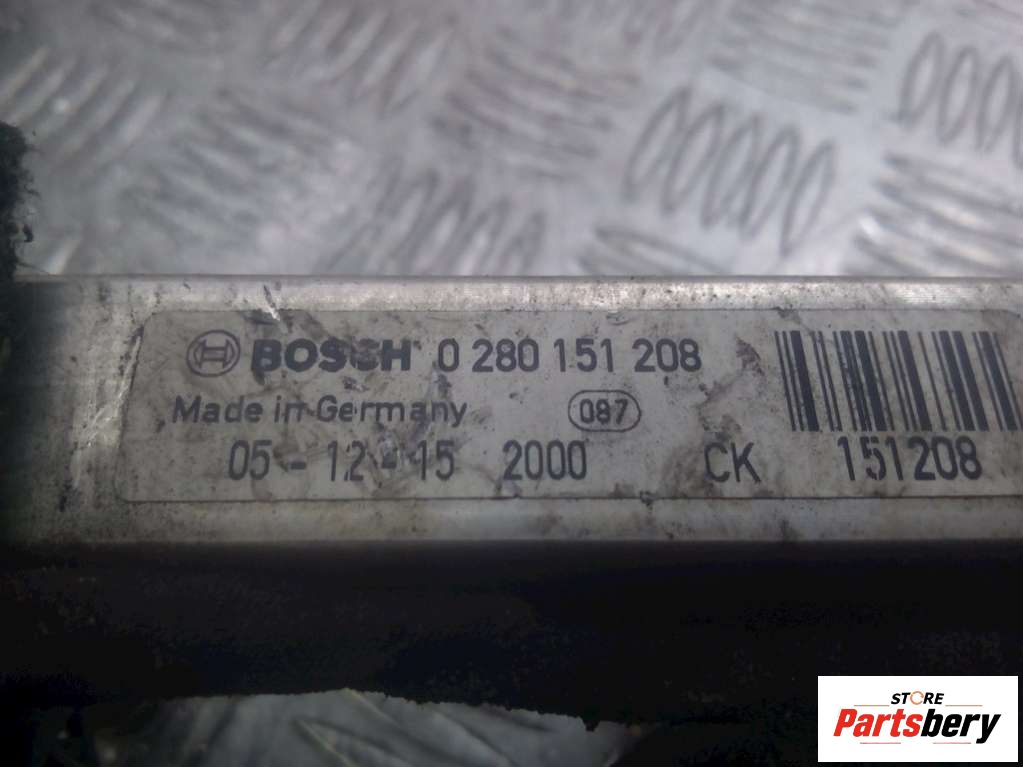 BOSCH 0 280 151 208
Made in Germany 087
05 - 12 - 15 2000 CK 151208
STORE
Partsbery